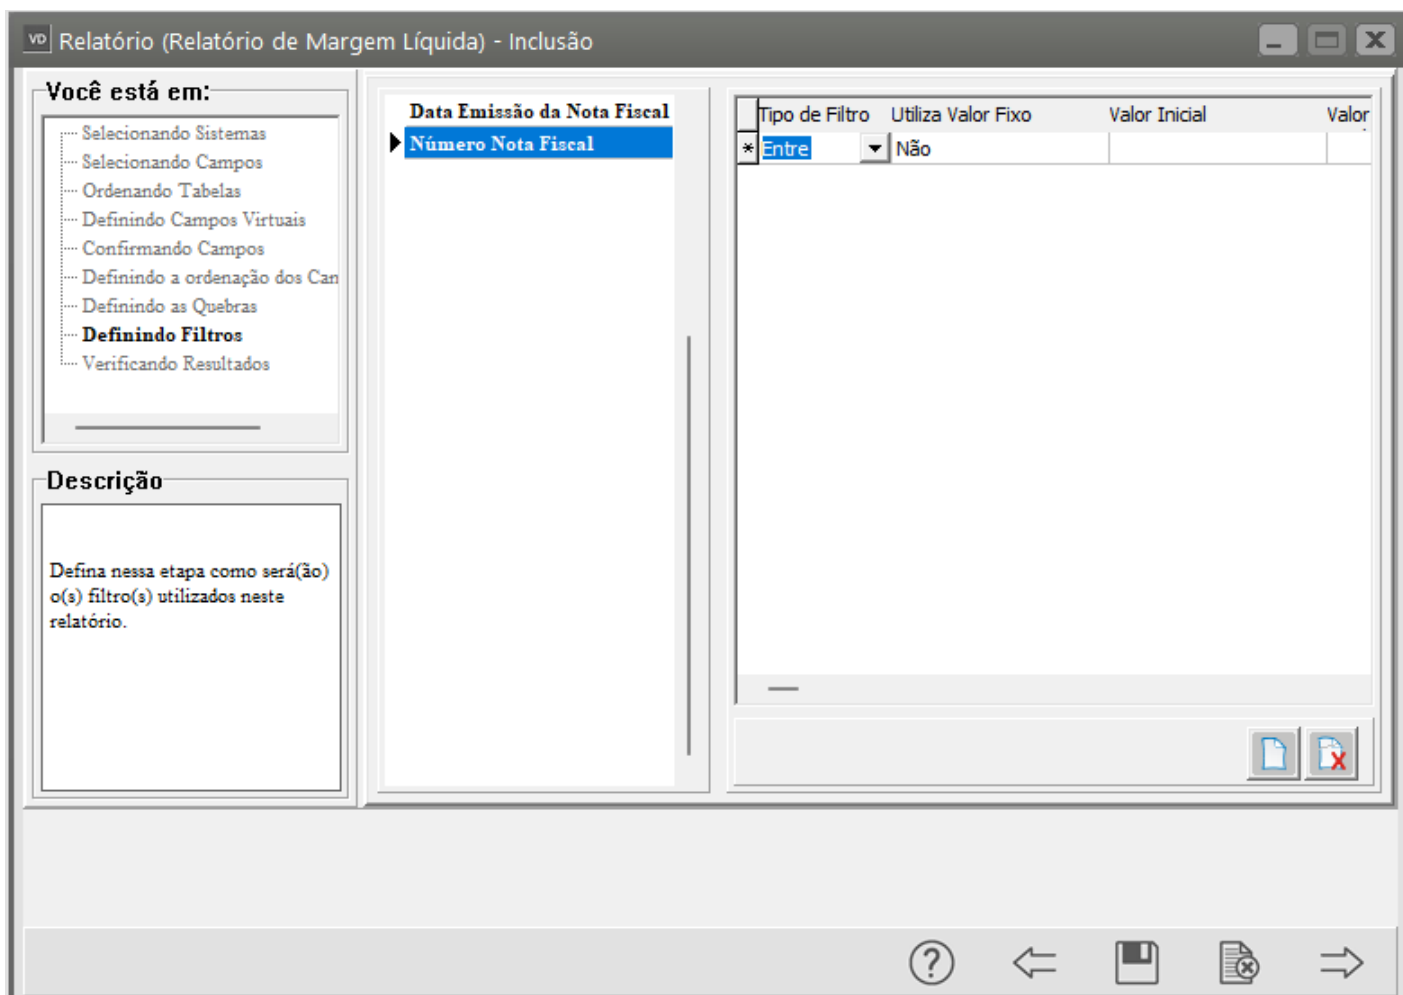 VD Relatório (Relatório de Margem Líquida) - Inclusão
Você está em:
Selecionando Sistemas
Selecionando Campos
Ordenando Tabelas
Definindo Campos Virtuais
Confirmando Campos
Definindo a ordenação dos Can
Definindo as Quebras
Definindo Filtros
Verificando Resultados
Descrição
Defina nessa etapa como será(ão)
o(s) filtro(s) utilizados neste
relatório.
Data Emissão da Nota Fiscal
Número Nota Fiscal
Tipo de Filtro Utiliza Valor Fixo Valor Inicial Valor
* Entre Não